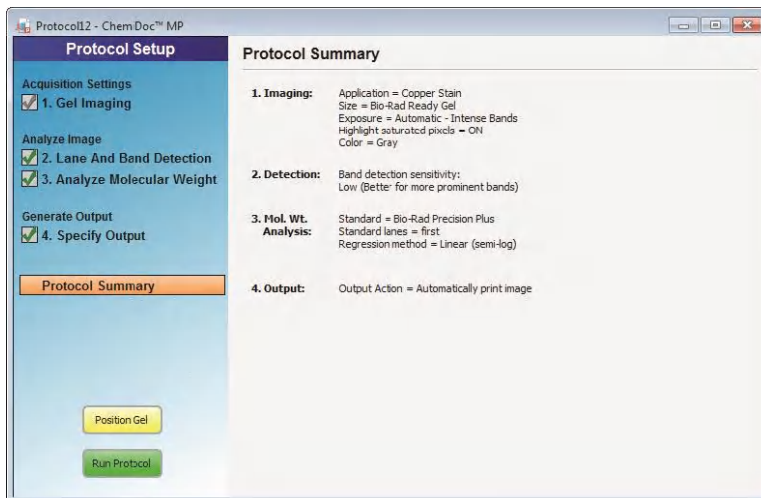 Protocol12 - ChemiDoc™ MP
Protocol Setup
Acquisition Settings
1. Gel Imaging
Analyze Image
2. Lane And Band Detection
3. Analyze Molecular Weight
Generate Output
4. Specify Output
Protocol Summary
Position Gel
Run Protocol
Protocol Summary
1. Imaging: Application = Copper Stain
Size = Bio-Rad Ready Gel
Exposure = Automatic - Intense Bands
Highlight saturated pixels = ON
Color = Gray
2. Detection: Band detection sensitivity:
Low (Better for more prominent bands)
3. Mol. Wt. Standard = Bio-Rad Precision Plus
Analysis: Standard lanes = first
Regression method = Linear (semi-log)
4. Output: Output Action = Automatically print image